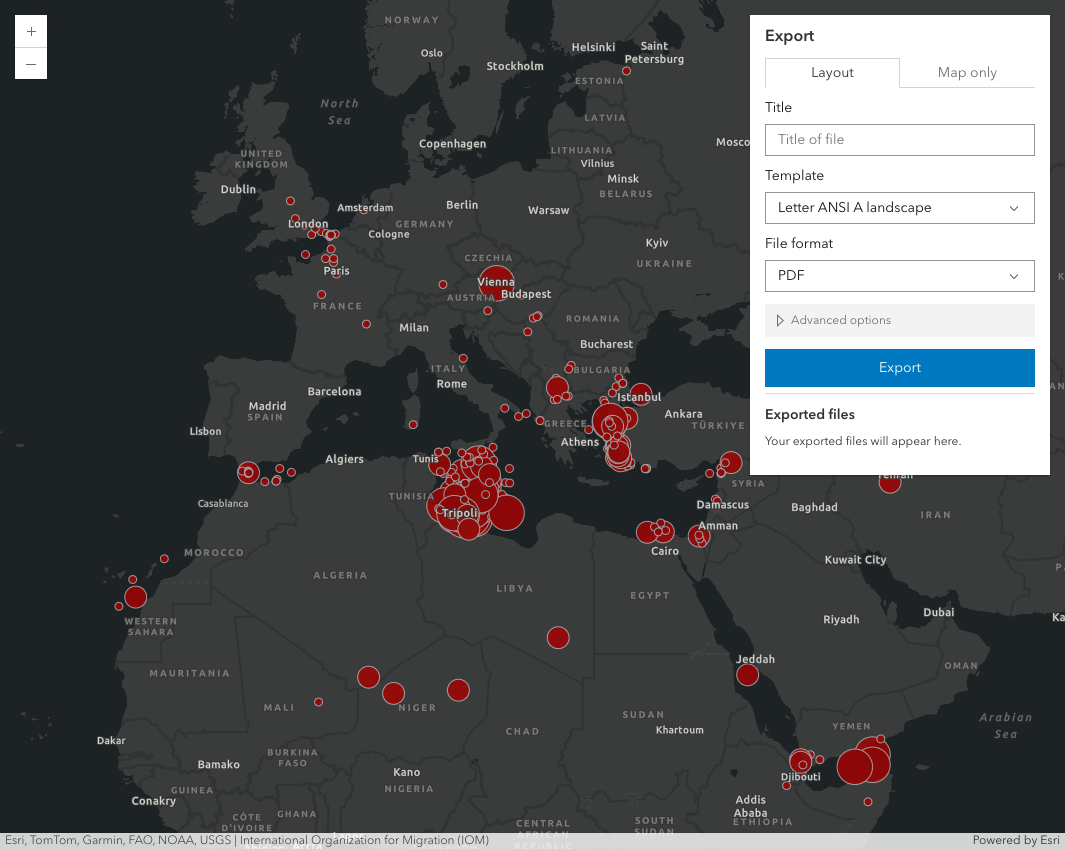 +
–
Export
Layout
Map only
Title
Title of file
Template
Letter ANSI A landscape
File format
PDF
Advanced options
Export
Exported files
Your exported files will appear here.
NORWAY
Oslo
Helsinki
Saint
Petersburg
Stockholm
ESTONIA
North
Sea
LATVIA
Mosco
Copenhagen
LITHUANIA
UNITED
KINGDOM
Vilnius
Minsk
Dublin
BELARUS
Amsterdam
Berlin
Warsaw
London
GERMANY
Cologne
Kyiv
CZECHIA
UKRAINE
Paris
Vienna
Budapest
AUSTRIA
FRANCE
ROMANIA
Milan
Bucharest
ITALY
BULGARIA
Rome
Barcelona
Istanbul
Madrid
SPAIN
Ankara
TÜRKIYE
GREECE
Lisbon
Athens
Algiers
Tunis
Tehran
SYRIA
TUNISIA
Casablanca
Damascus
Baghdad
Tripoli
IRAN
Amman
MOROCCO
Cairo
Kuwait City
ALGERIA
LIBYA
EGYPT
Dubai
WESTERN
SAHARA
Riyadh
Ka
Jeddah
OMAN
MAURITANIA
MALI
NIGER
SUDAN
Arabian
Sea
YEMEN
Khartoum
CHAD
Dakar
BURKINA
FASO
Bamako
Kano
Djibouti
GUINEA
NIGERIA
Conakry
Addis
Ababa
GHANA
CÔTE
D'IVOIRE
CENTRAL
AFRICAN
REPUBLIC
SOUTH
SUDAN
ETHIOPIA
Esri, TomTom, Garmin, FAO, NOAA, USGS | International Organization for Migration (IOM)
Powered by Esri